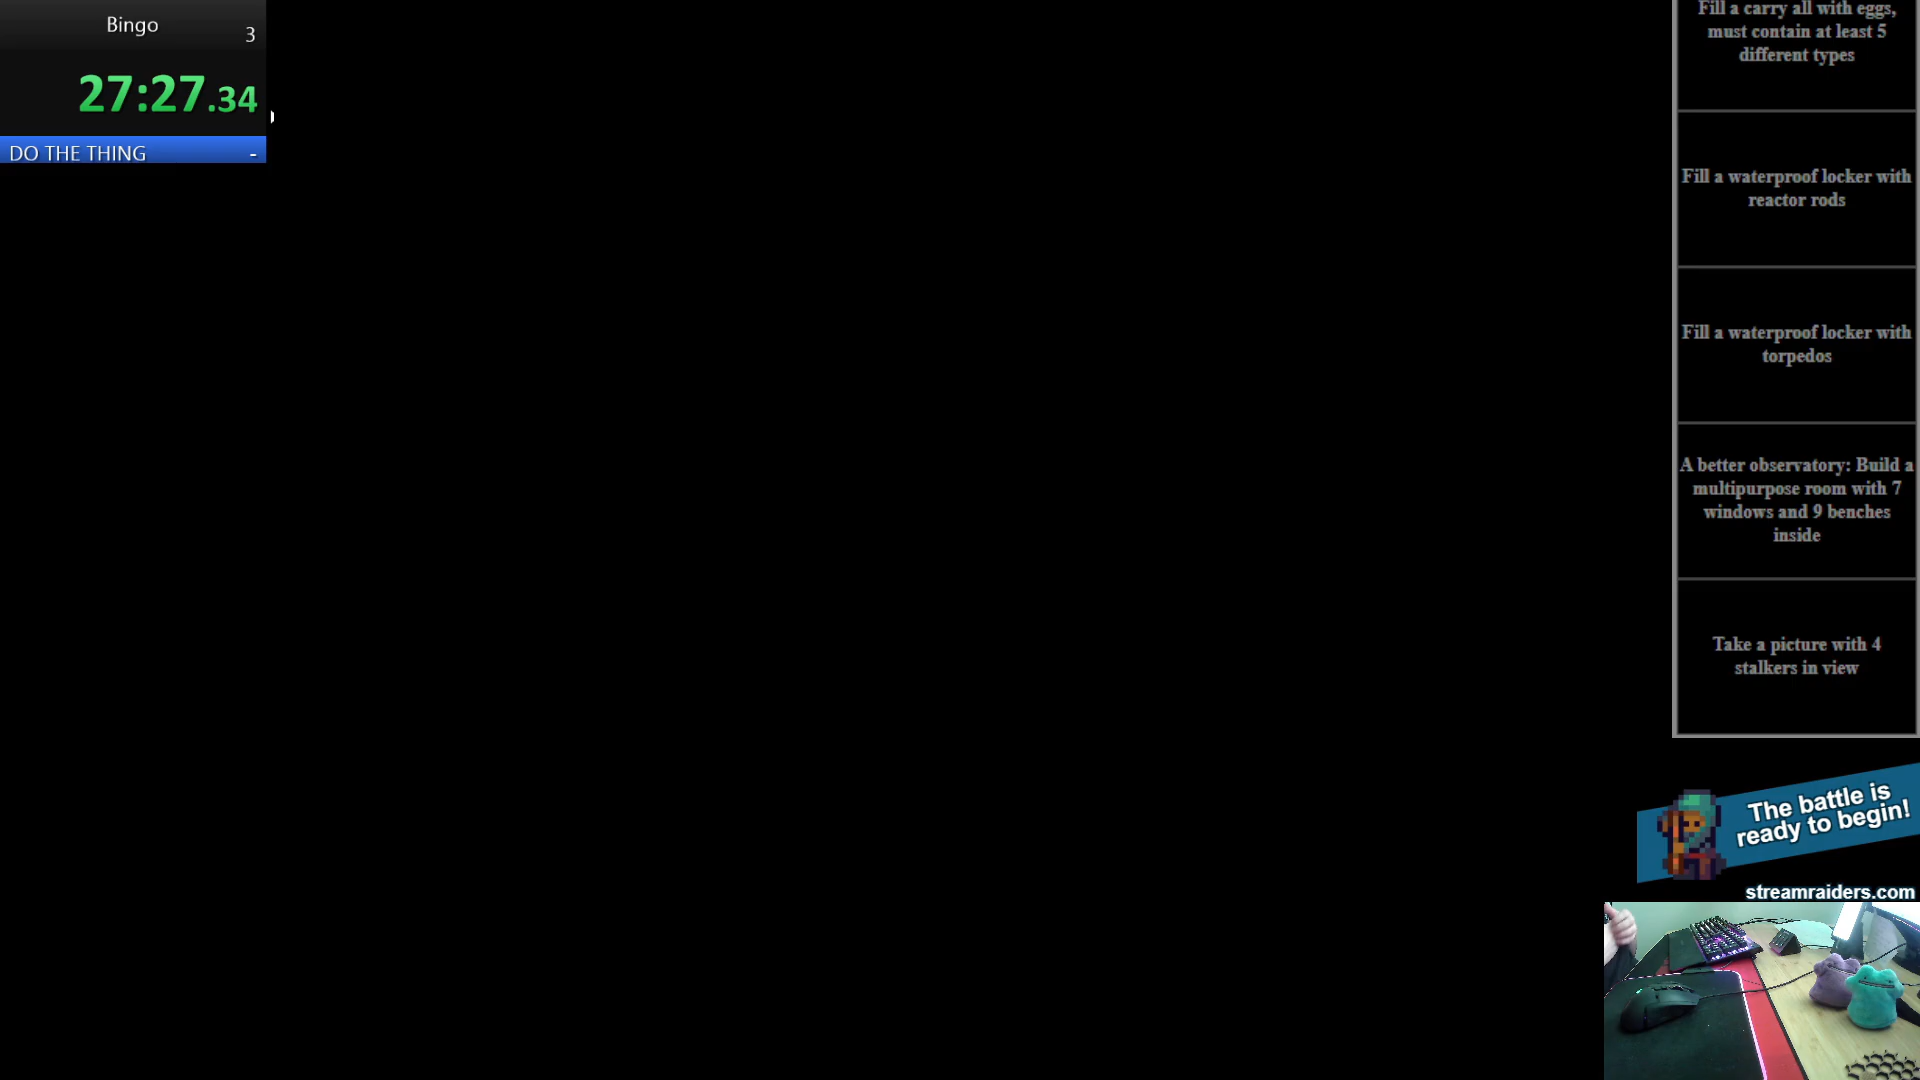 Bingo
3
27:27.34
DO THE THING -
Fill a carry all with eggs,
must contain at least 5
different types
Fill a waterproof locker with
reactor rods
Fill a waterproof locker with
torpedos
A better observatory: Build a
multipurpose room with 7
windows and 9 benches
inside
Take a picture with 4
stalkers in view
The battle is
ready to begin!
streamraiders.com